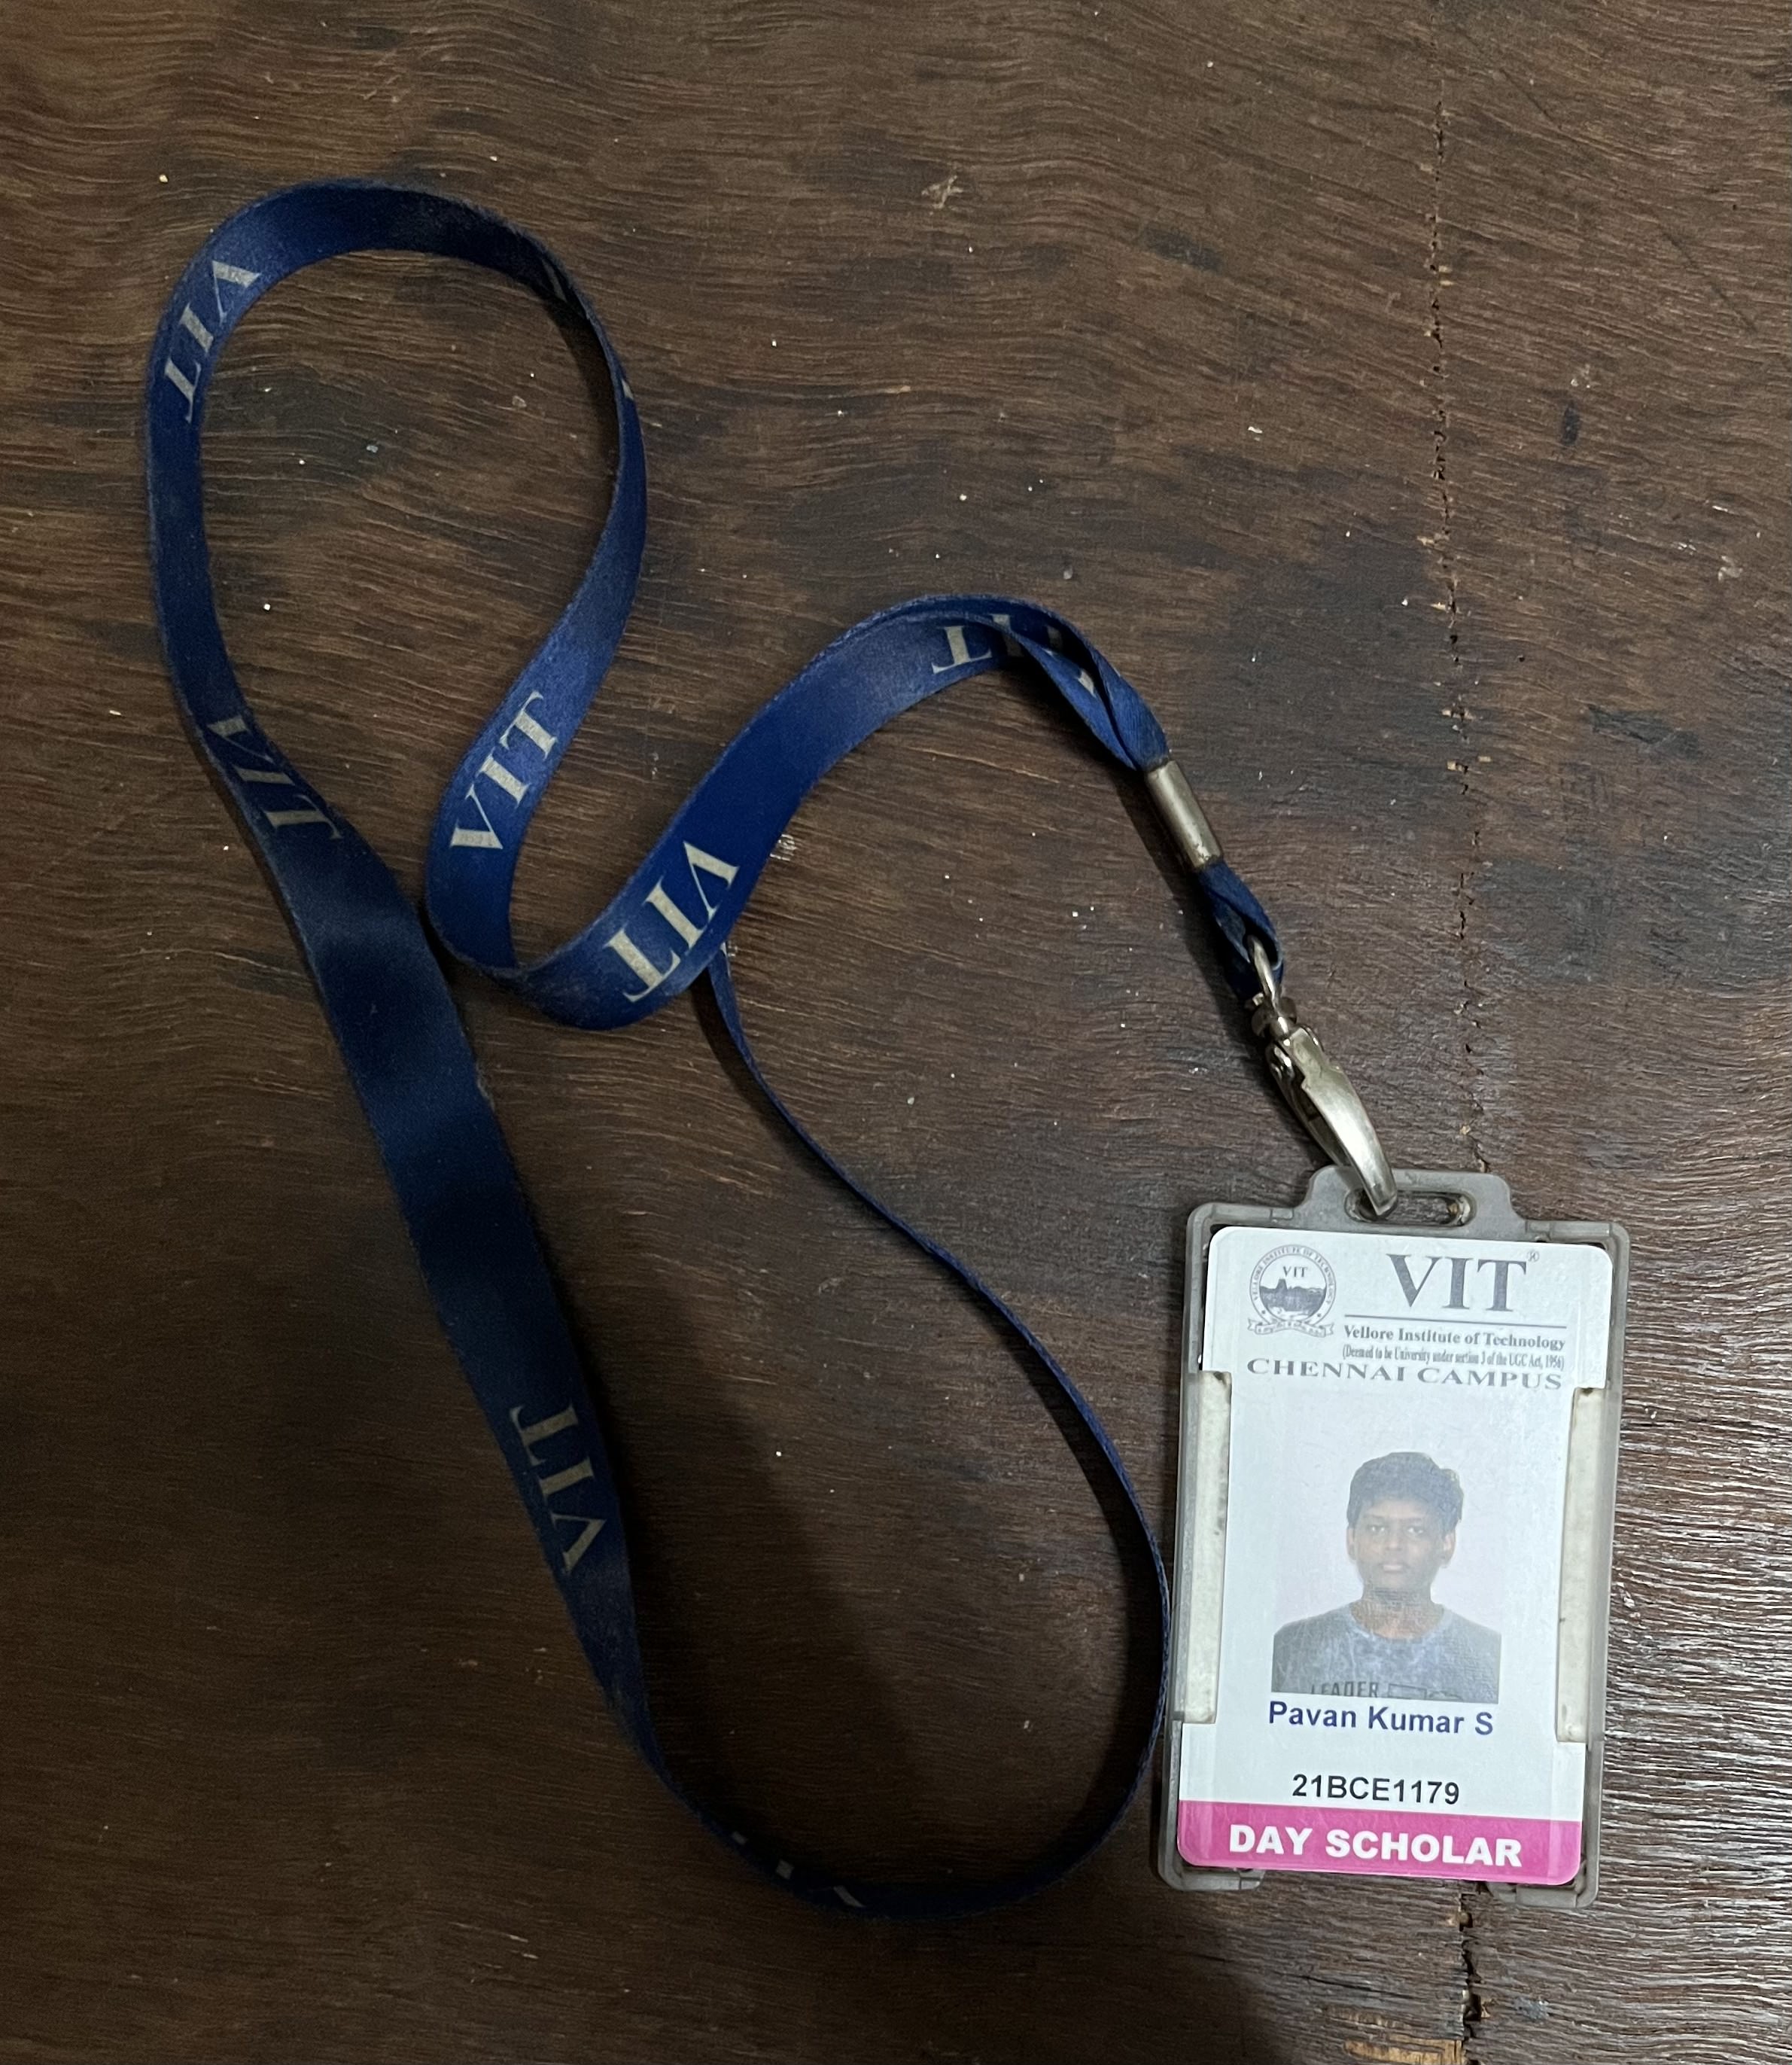 VIT
VIT
VIT
VIT
VIT
VIT
VIT
VIT®
Vellore Institute of Technology
(Deemed to be University under section 3 of the UGC Act, 1956)
CHENNAI CAMPUS
LEADER
Pavan Kumar S
21BCE1179
DAY SCHOLAR